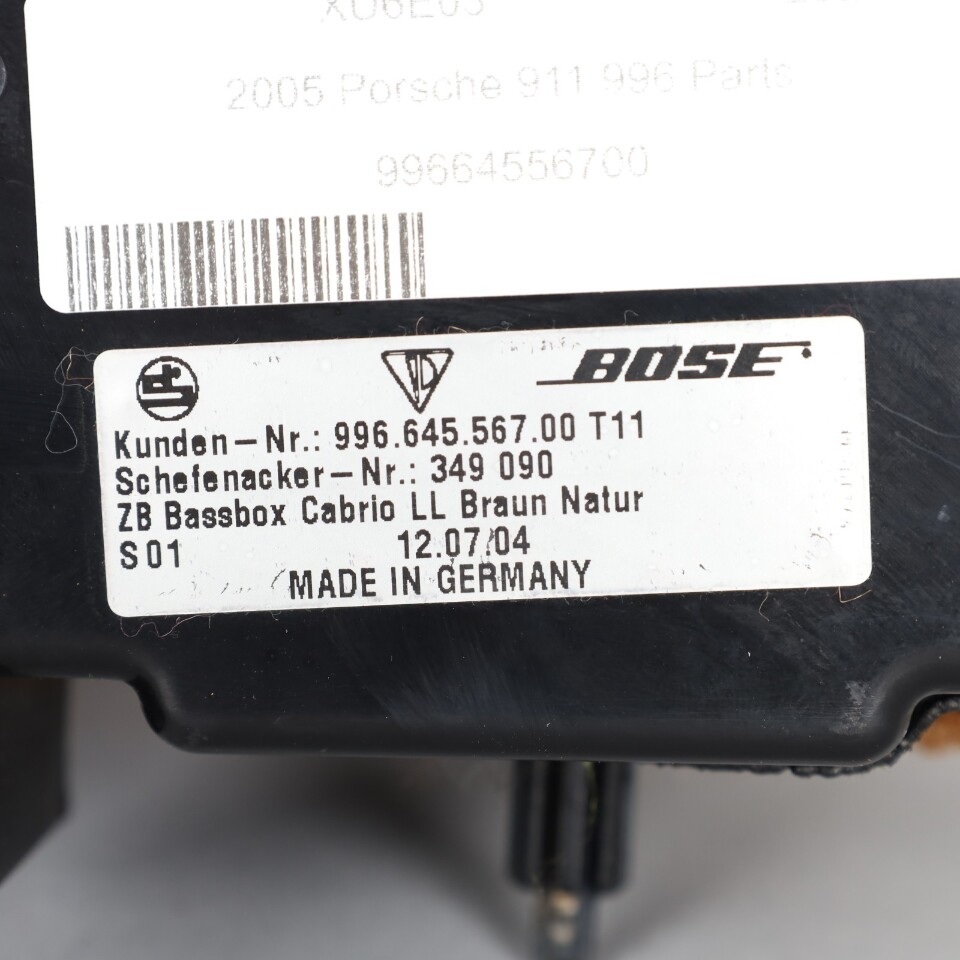 XU6E03
2005 Porsche 911 996 Parts
99664556700
BOSE
Kunden-Nr.: 996.645.567.00 T11
Schefenacker-Nr.: 349 090
ZB Bassbox Cabrio LL Braun Natur
S01 12.07.04
MADE IN GERMANY